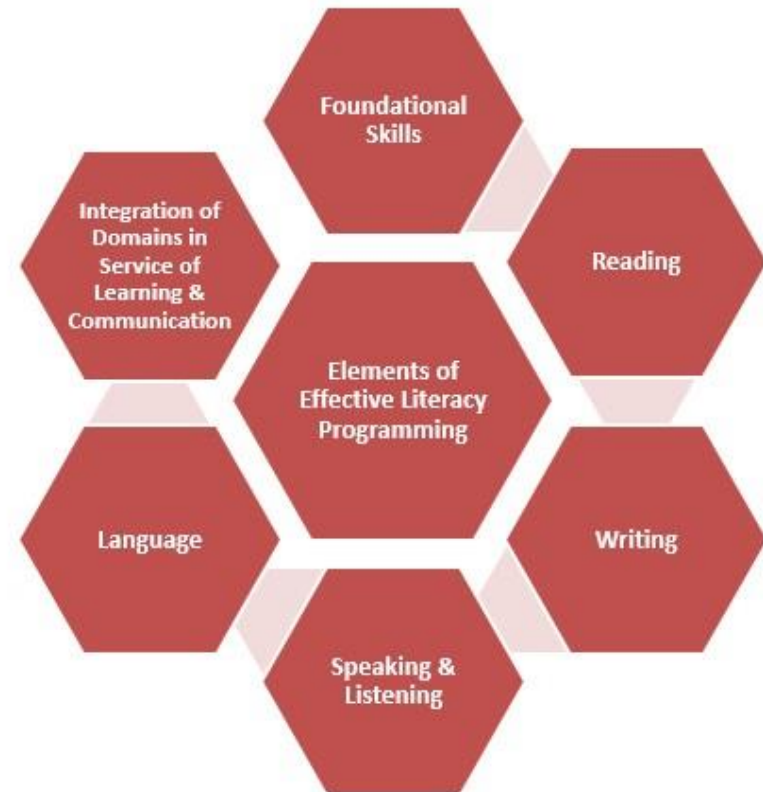 Foundational
Skills
Reading
Writing
Speaking &
Listening
Language
Integration of
Domains in
Service of
Learning &
Communication
Elements of
Effective Literacy
Programming